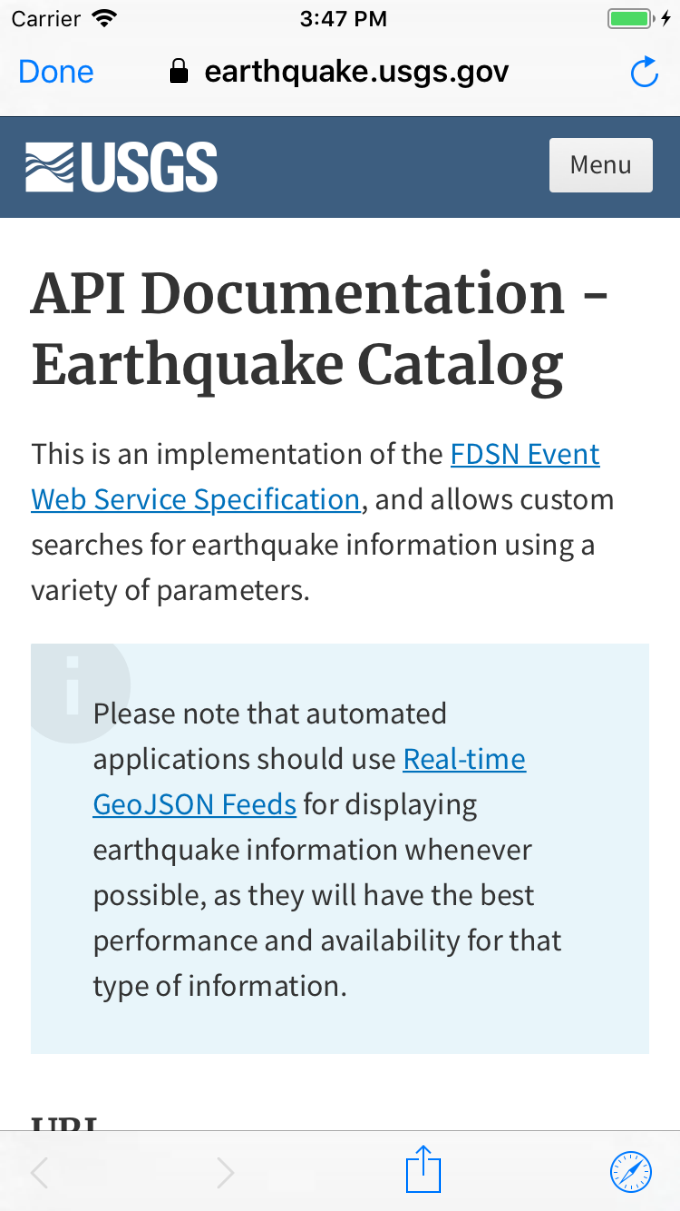 Carrier 3:47 PM
Done earthquake.usgs.gov
USGS Menu
API Documentation -
Earthquake Catalog
This is an implementation of the FDSN Event
Web Service Specification, and allows custom
searches for earthquake information using a
variety of parameters.
i
Please note that automated
applications should use Real-time
GeoJSON Feeds for displaying
earthquake information whenever
possible, as they will have the best
performance and availability for that
type of information.
URL